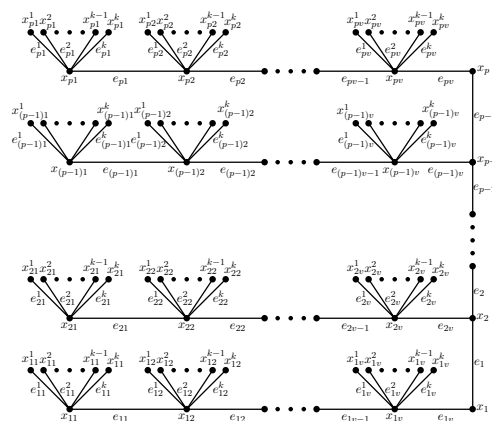 x_{p1}^1 x_{p1}^2 x_{p1}^{k-1} x_{p1}^k x_{p2}^1 x_{p2}^2 x_{p2}^{k-1} x_{p2}^k x_{pv}^1 x_{pv}^2 x_{pv}^{k-1} x_{pv}^k
e_{p1}^1 e_{p1}^2 e_{p1}^k e_{p2}^1 e_{p2}^2 e_{p2}^k e_{pv}^1 e_{pv}^2 e_{pv}^k
x_{p1} e_{p1} x_{p2} e_{p2} e_{pv-1} x_{pv} e_{pv} x_p
x_{(p-1)1}^1 x_{(p-1)1}^k x_{(p-1)2}^1 x_{(p-1)2}^k x_{(p-1)v}^1 x_{(p-1)v}^k e_{p-
e_{(p-1)1}^1 e_{(p-1)1}^k e_{(p-1)2}^1 e_{(p-1)2}^k e_{(p-1)v}^1 e_{(p-1)v}^k
x_{(p-1)1} e_{(p-1)1} x_{(p-1)2} e_{(p-1)2} e_{(p-1)v-1} x_{(p-1)v} e_{(p-1)v} x_{p-
e_{p-
x_{21}^1 x_{21}^2 x_{21}^{k-1} x_{21}^k x_{22}^1 x_{22}^2 x_{22}^{k-1} x_{22}^k x_{2v}^1 x_{2v}^2 x_{2v}^{k-1} x_{2v}^k
e_{21}^1 e_{21}^2 e_{21}^k e_{22}^1 e_{22}^2 e_{22}^k e_{2v}^1 e_{2v}^2 e_{2v}^k e_2
x_{21} e_{21} x_{22} e_{22} e_{2v-1} x_{2v} e_{2v} x_2
x_{11}^1 x_{11}^2 x_{11}^{k-1} x_{11}^k x_{12}^1 x_{12}^2 x_{12}^{k-1} x_{12}^k x_{1v}^1 x_{1v}^2 x_{1v}^{k-1} x_{1v}^k e_1
e_{11}^1 e_{11}^2 e_{11}^k e_{12}^1 e_{12}^2 e_{12}^k e_{1v}^1 e_{1v}^2 e_{1v}^k
x_{11} e_{11} x_{12} e_{12} e_{1v-1} x_{1v} e_{1v} x_1